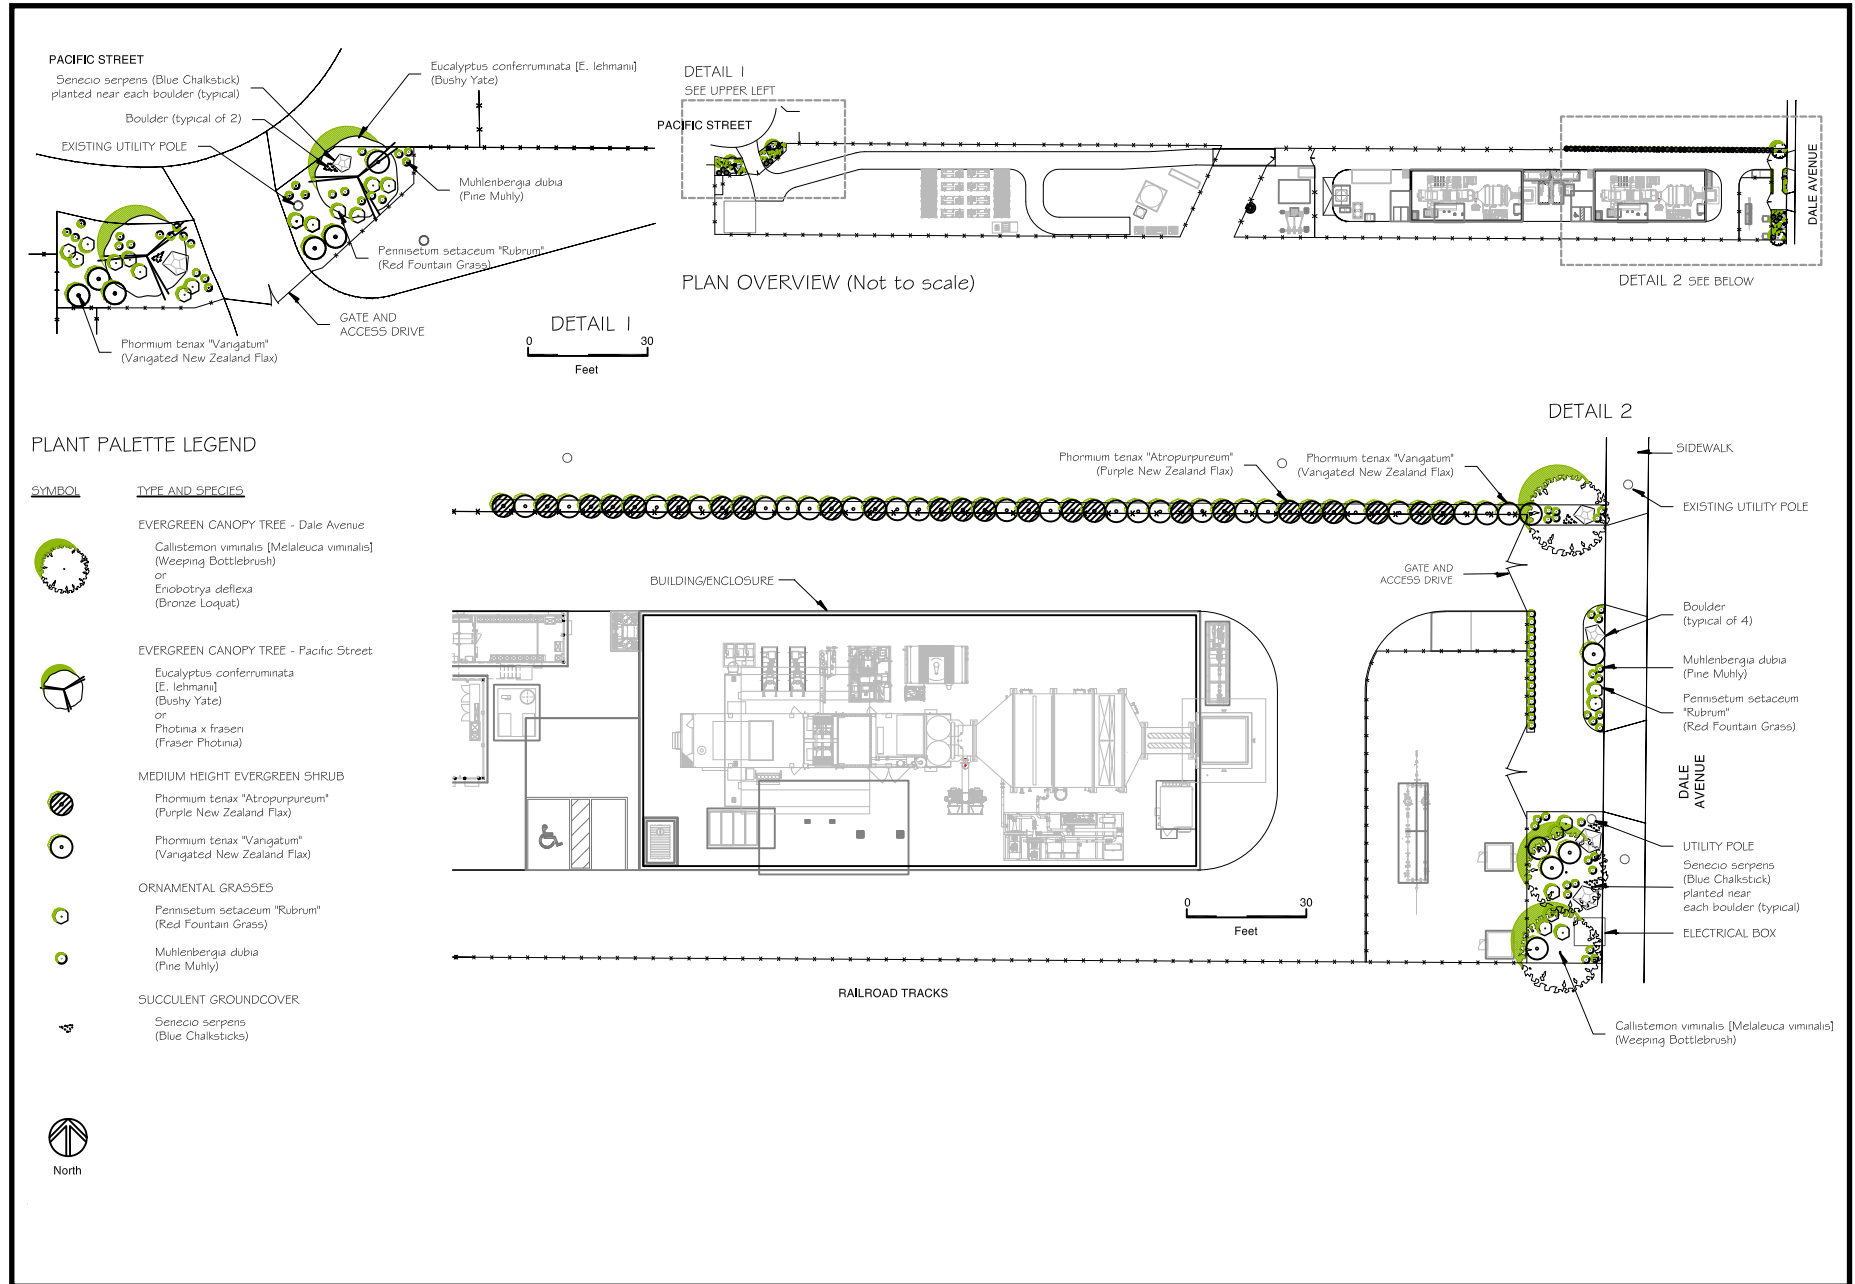 PACIFIC STREET
Senecio serpens (Blue Chalkstick)
planted near each boulder (typical)
Boulder (typical of 2)
EXISTING UTILITY POLE
Eucalyptus conferruminata [E. lehmanii]
(Bushy Yate)
Muhlenbergia dubia
(Pine Muhly)
Pennisetum setaceum "Rubrum"
(Red Fountain Grass)
GATE AND
ACCESS DRIVE
Phormium tenax "Varigatum"
(Varigated New Zealand Flax)
DETAIL 1
0 30
Feet
DETAIL 1
SEE UPPER LEFT
PACIFIC STREET
PLAN OVERVIEW (Not to scale)
DALE AVENUE
DETAIL 2 SEE BELOW
PLANT PALETTE LEGEND
SYMBOL TYPE AND SPECIES
EVERGREEN CANOPY TREE - Dale Avenue
Callistemon viminalis [Melaleuca viminalis]
(Weeping Bottlebrush)
or
Eriobotrya deflexa
(Bronze Loquat)
EVERGREEN CANOPY TREE - Pacific Street
Eucalyptus conferruminata
[E. lehmanii]
(Bushy Yate)
or
Photinia x fraseri
(Fraser Photinia)
MEDIUM HEIGHT EVERGREEN SHRUB
Phormium tenax "Atropurpureum"
(Purple New Zealand Flax)
Phormium tenax "Varigatum"
(Varigated New Zealand Flax)
ORNAMENTAL GRASSES
Pennisetum setaceum "Rubrum"
(Red Fountain Grass)
Muhlenbergia dubia
(Pine Muhly)
SUCCULENT GROUNDCOVER
Senecio serpens
(Blue Chalksticks)
North
DETAIL 2
Phormium tenax "Atropurpureum"
(Purple New Zealand Flax)
Phormium tenax "Varigatum"
(Varigated New Zealand Flax)
SIDEWALK
EXISTING UTILITY POLE
GATE AND
ACCESS DRIVE
BUILDING/ENCLOSURE
Boulder
(typical of 4)
Muhlenbergia dubia
(Pine Muhly)
Pennisetum setaceum
"Rubrum"
(Red Fountain Grass)
DALE
AVENUE
UTILITY POLE
Senecio serpens
(Blue Chalkstick)
planted near
each boulder (typical)
ELECTRICAL BOX
0 30
Feet
RAILROAD TRACKS
Callistemon viminalis [Melaleuca viminalis]
(Weeping Bottlebrush)